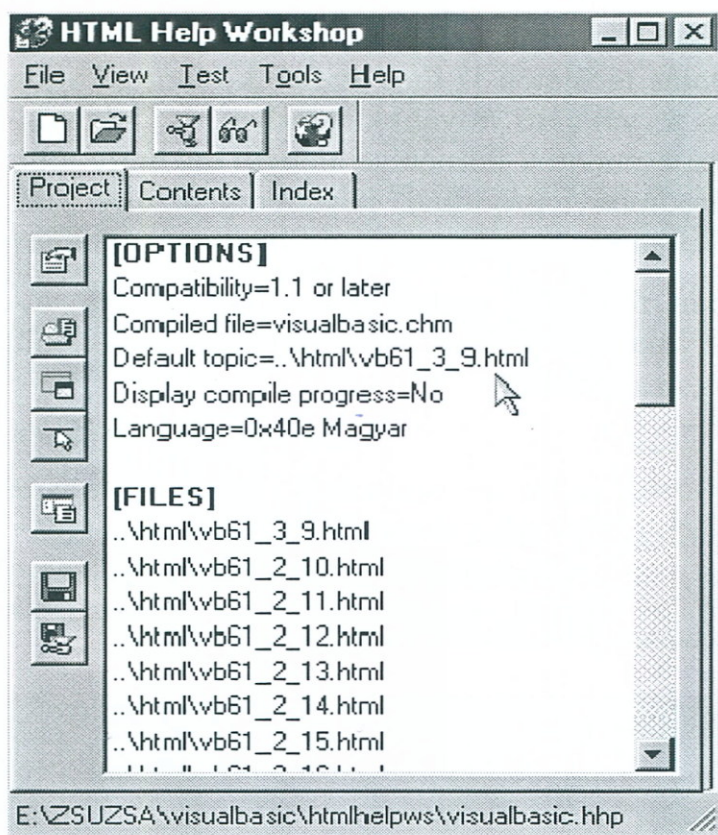 HTML Help Workshop
File View Test Tools Help
Project Contents Index
[OPTIONS]
Compatibility=1.1 or later
Compiled file=visualbasic.chm
Default topic=..\html\vb61_3_9.html
Display compile progress=No
Language=0x40e Magyar
[FILES]
..\html\vb61_3_9.html
..\html\vb61_2_10.html
..\html\vb61_2_11.html
..\html\vb61_2_12.html
..\html\vb61_2_13.html
..\html\vb61_2_14.html
..\html\vb61_2_15.html
E:\ZSUZSA\visualbasic\htmlhelpws\visualbasic.hhp